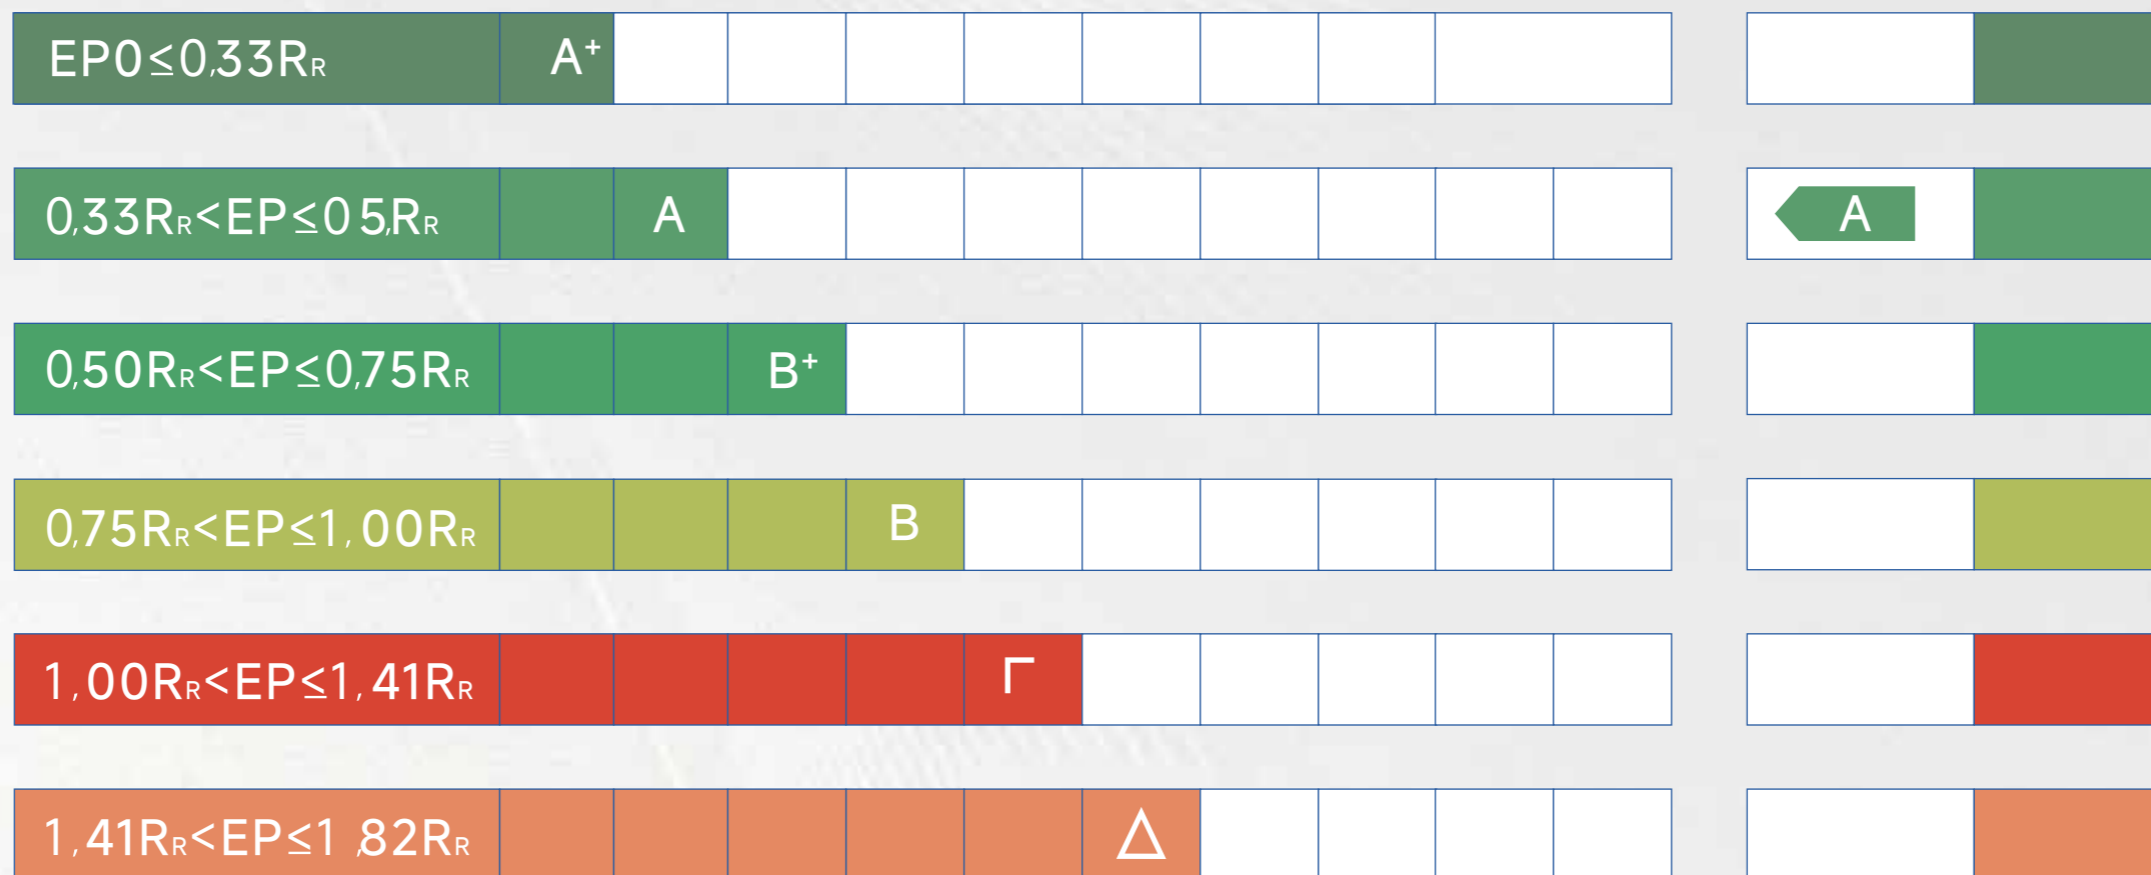 EP0≤0,33RR A+
0,33RR<EP≤0 5,RR A A
0,50RR<EP≤0,75RR B+
0,75RR<EP≤1,00RR B
1,00RR<EP≤1,41RR Γ
1,41RR<EP≤1,82RR Δ